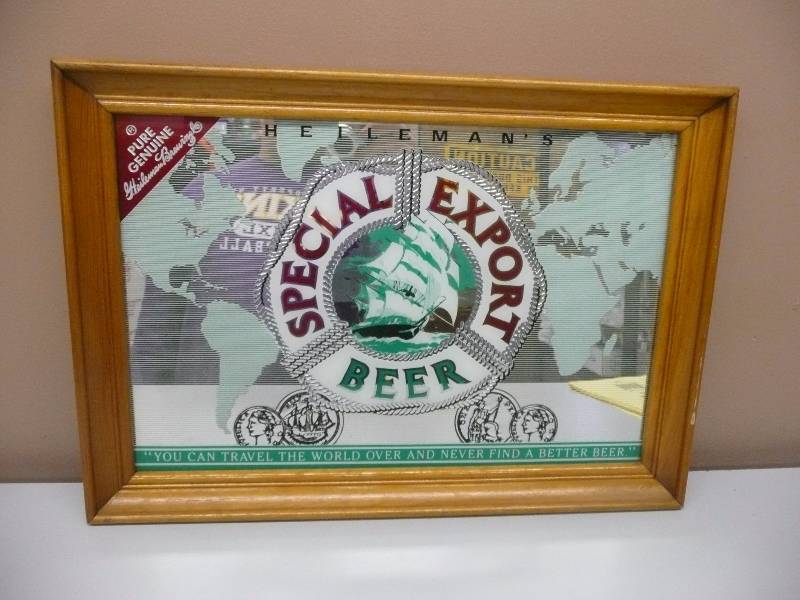 ® PURE ®
GENUINE
Heileman Brewing
HEILEMAN'S
SPECIAL EXPORT
BEER
"YOU CAN TRAVEL THE WORLD OVER AND NEVER FIND A BETTER BEER."
CAUTION